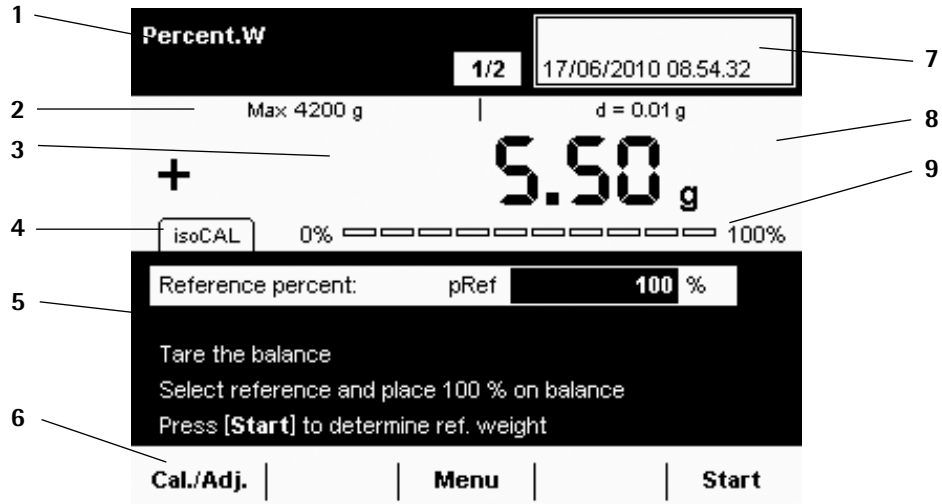 1
Percent.W
1/2
17/06/2010 08.54.32
7
2
Max 4200 g
d = 0.01 g
8
3
+ 5.50 g
9
4
isoCAL
0%
100%
Reference percent: pRef 100 %
5
Tare the balance
Select reference and place 100 % on balance
Press [Start] to determine ref. weight
6
Cal./Adj. Menu Start